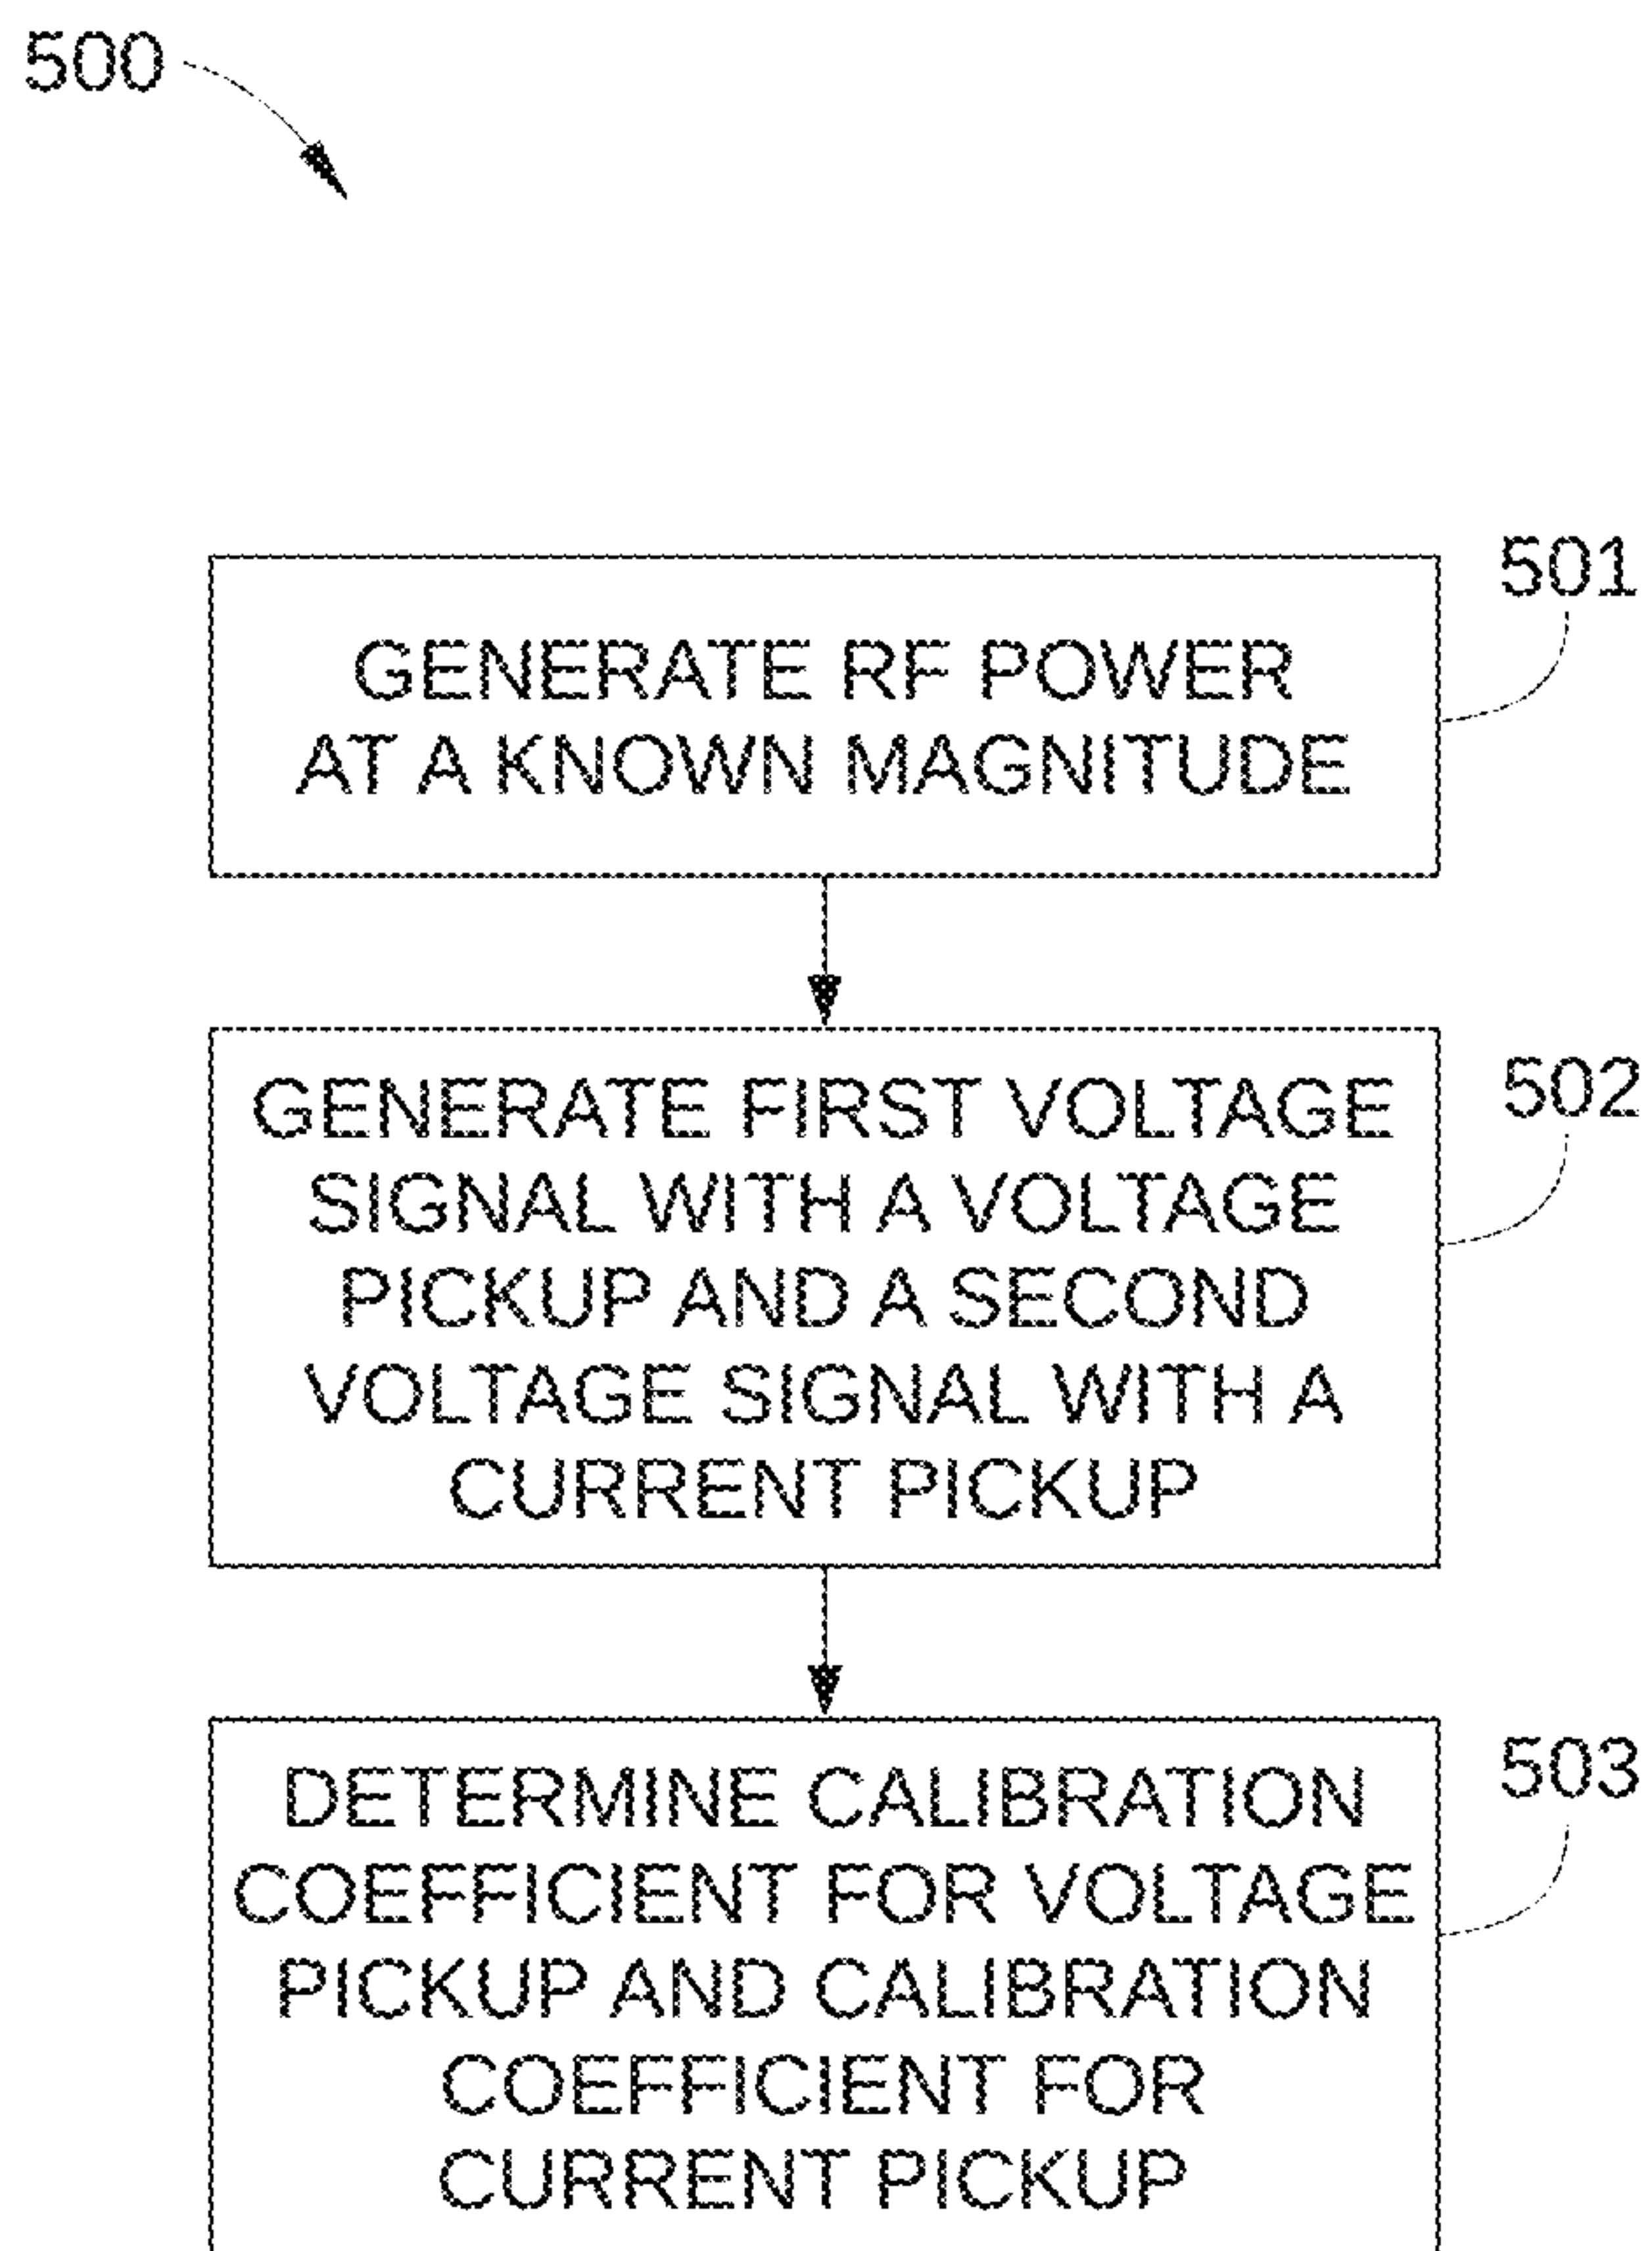 500
501
GENERATE RF POWER
AT A KNOWN MAGNITUDE
502
GENERATE FIRST VOLTAGE
SIGNAL WITH A VOLTAGE
PICKUP AND A SECOND
VOLTAGE SIGNAL WITH A
CURRENT PICKUP
503
DETERMINE CALIBRATION
COEFFICIENT FOR VOLTAGE
PICKUP AND CALIBRATION
COEFFICIENT FOR
CURRENT PICKUP